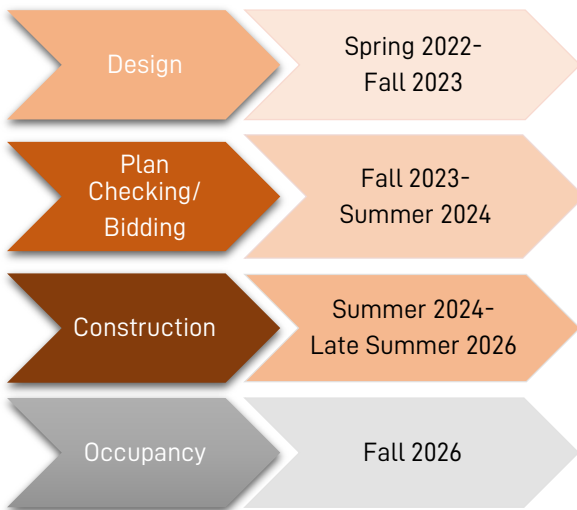 Design
Spring 2022-
Fall 2023
Plan
Checking/
Bidding
Fall 2023-
Summer 2024
Construction
Summer 2024-
Late Summer 2026
Occupancy
Fall 2026